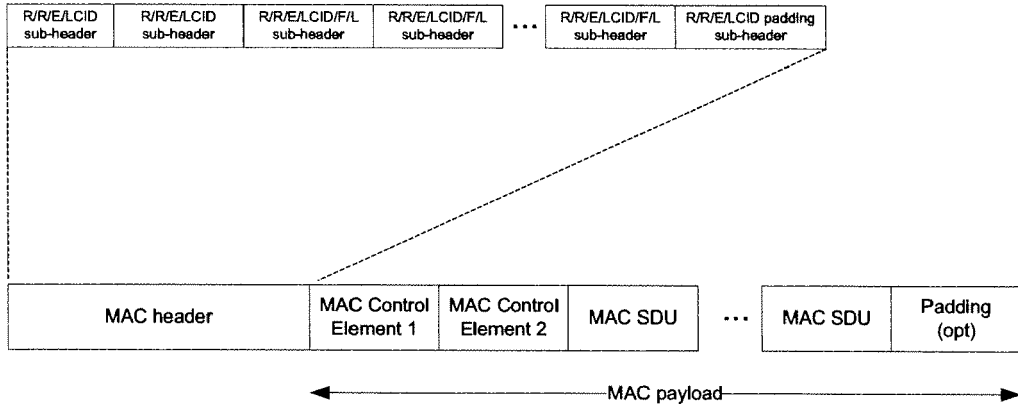 R/R/E/LCID
sub-header
R/R/E/LCID
sub-header
R/R/E/LCID/F/L
sub-header
R/R/E/LCID/F/L
sub-header
...
R/R/E/LCID/F/L
sub-header
R/R/E/LCID padding
sub-header
MAC header
MAC Control
Element 1
MAC Control
Element 2
MAC SDU
...
MAC SDU
Padding
(opt)
MAC payload